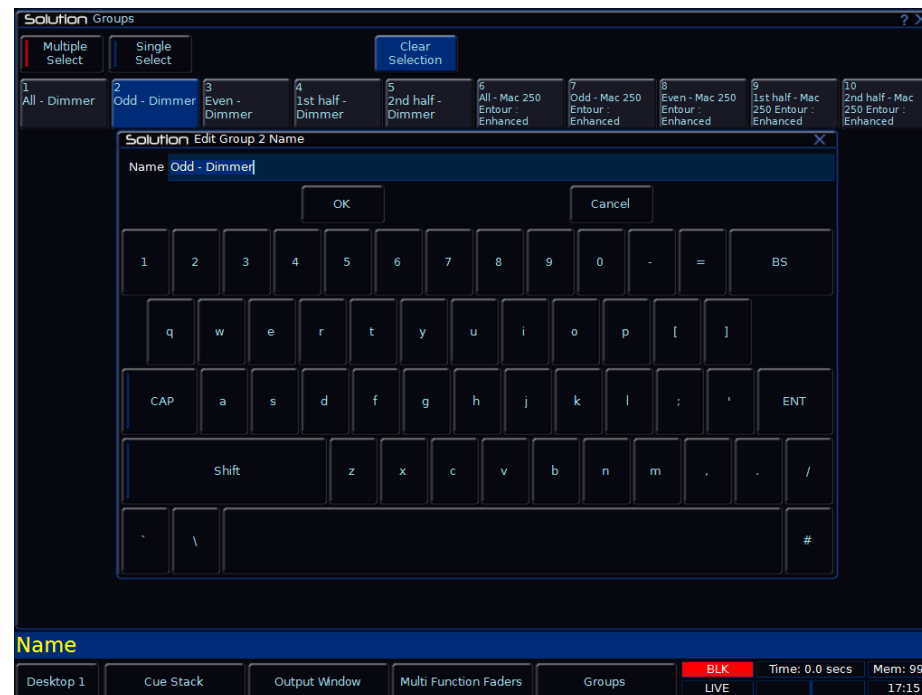 Solution Groups ? X
Multiple Select
Single Select
Clear Selection
1 All - Dimmer
2 Odd - Dimmer
3 Even - Dimmer
4 1st half - Dimmer
5 2nd half - Dimmer
6 All - Mac 250 Entour : Enhanced
7 Odd - Mac 250 Entour : Enhanced
8 Even - Mac 250 Entour : Enhanced
9 1st half - Mac 250 Entour : Enhanced
10 2nd half - Mac 250 Entour : Enhanced
Solution Edit Group 2 Name X
Name Odd - Dimmer
OK Cancel
1 2 3 4 5 6 7 8 9 0 - = BS
q w e r t y u i o p [ ]
CAP a s d f g h j k l ; ' ENT
Shift z x c v b n m , . /
` \ #
Name
Desktop 1 Cue Stack Output Window Multi Function Faders Groups
BLK Time: 0.0 secs Mem: 99
LIVE 17:15